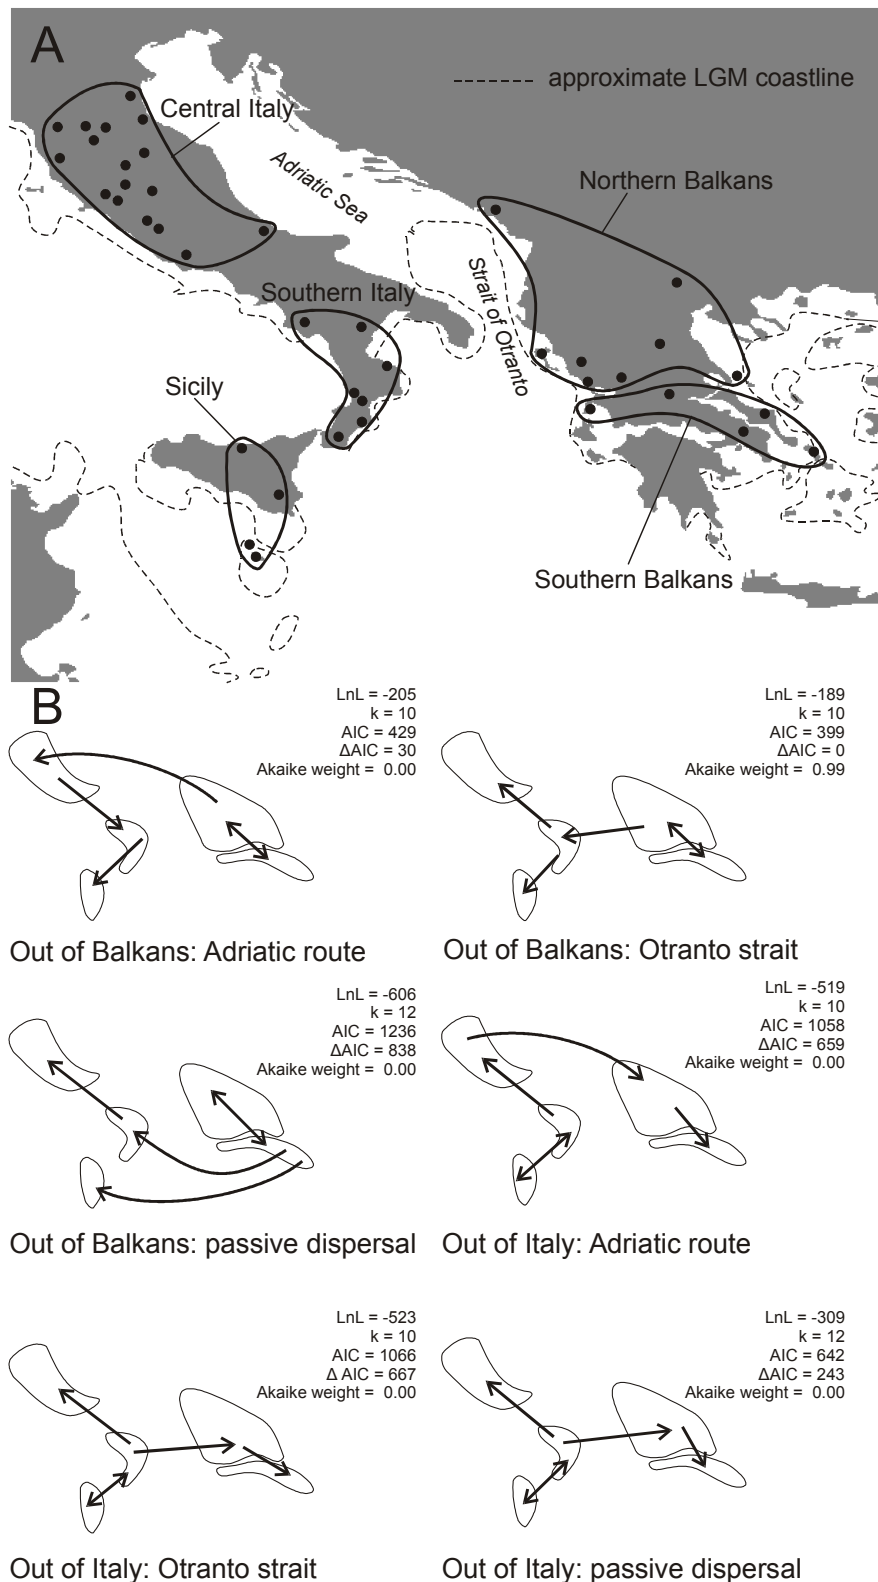 A
approximate LGM coastline
Central Italy
Adriatic Sea
Northern Balkans
Strait of Otranto
Southern Italy
Sicily
Southern Balkans
B
LnL = -205
k = 10
AIC = 429
ΔAIC = 30
Akaike weight = 0.00
Out of Balkans: Adriatic route
LnL = -189
k = 10
AIC = 399
ΔAIC = 0
Akaike weight = 0.99
Out of Balkans: Otranto strait
LnL = -606
k = 12
AIC = 1236
ΔAIC = 838
Akaike weight = 0.00
Out of Balkans: passive dispersal
LnL = -519
k = 10
AIC = 1058
ΔAIC = 659
Akaike weight = 0.00
Out of Italy: Adriatic route
LnL = -523
k = 10
AIC = 1066
Δ AIC = 667
Akaike weight = 0.00
Out of Italy: Otranto strait
LnL = -309
k = 12
AIC = 642
ΔAIC = 243
Akaike weight = 0.00
Out of Italy: passive dispersal